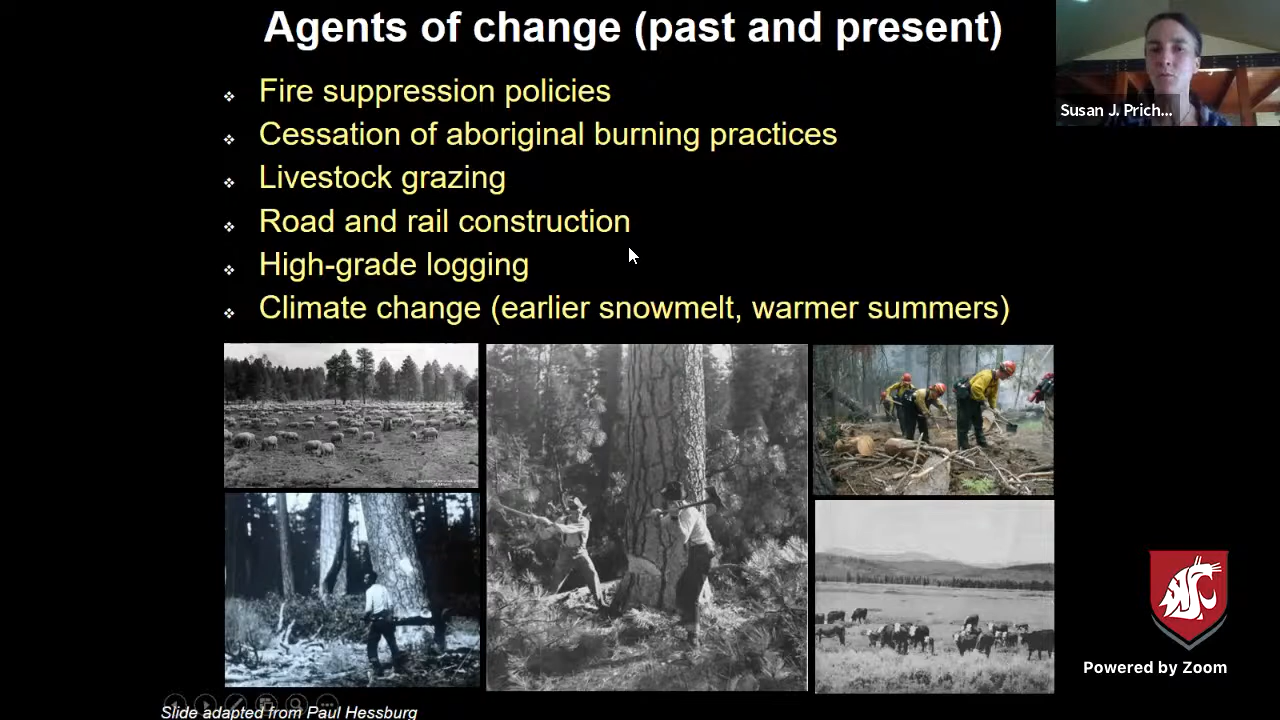 Agents of change (past and present)
Fire suppression policies
Cessation of aboriginal burning practices
Livestock grazing
Road and rail construction
High-grade logging
Climate change (earlier snowmelt, warmer summers)
Susan J. Prich...
Powered by Zoom
Slide adapted from Paul Hessburg